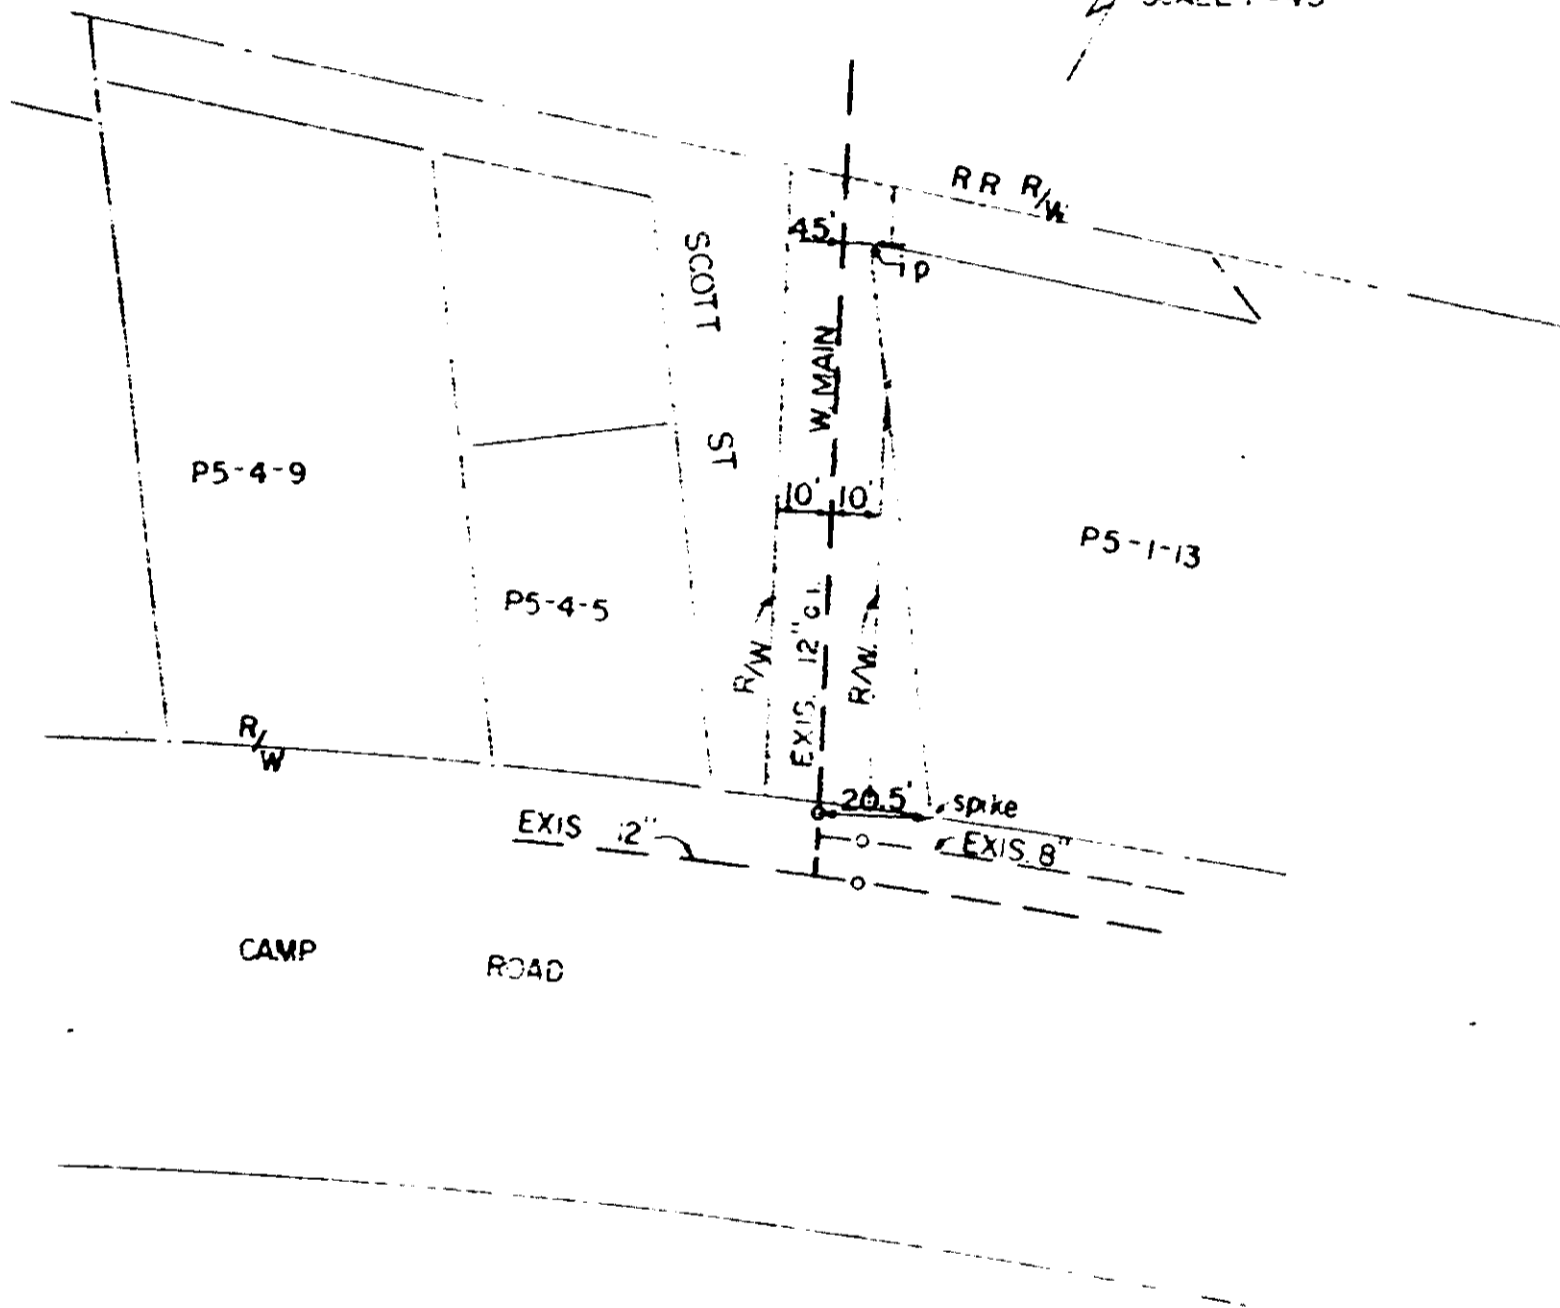 RR R/W
45'
IP
SCOTT ST
W. MAIN
10' 10'
P5-4-9
P5-1-13
P5-4-5
R/W
EXIS. 12" C.I.
R/W
R/W
20.5'
spike
EXIS 12"
EXIS. 8"
CAMP ROAD